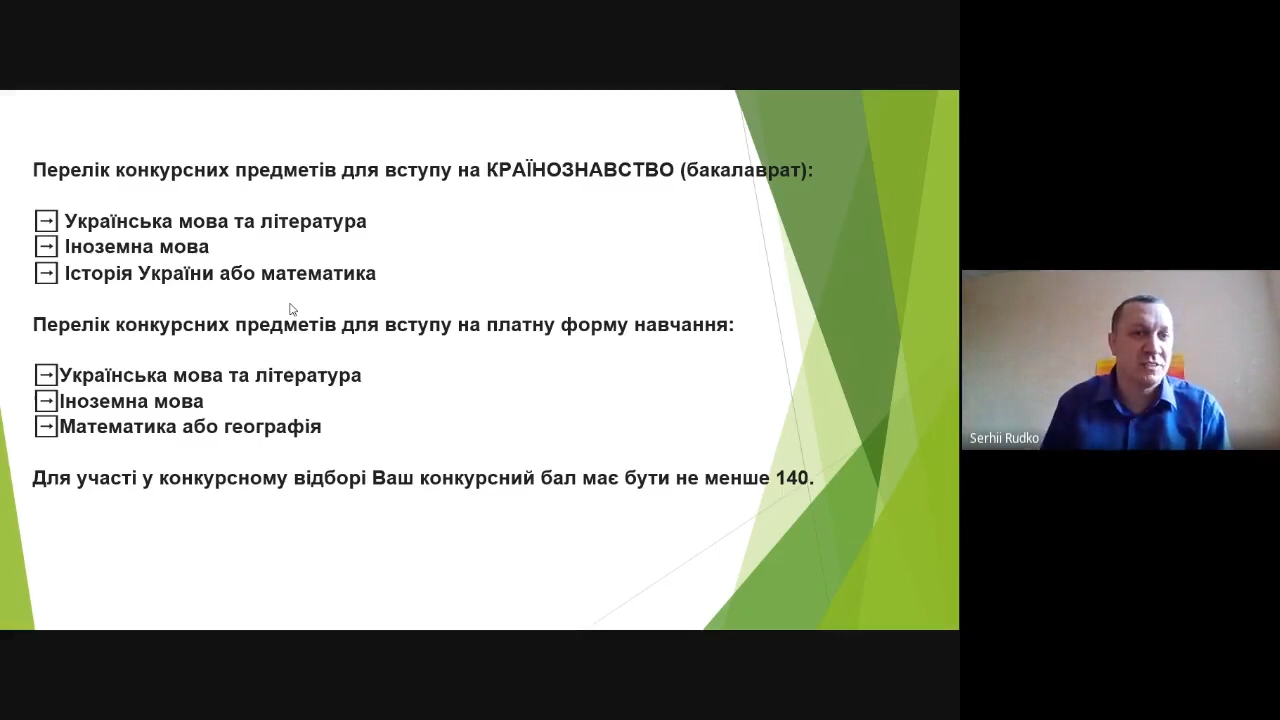 Перелік конкурсних предметів для вступу на КРАЇНОЗНАВСТВО (бакалаврат):
→ Українська мова та література
→ Іноземна мова
→ Історія України або математика
Перелік конкурсних предметів для вступу на платну форму навчання:
→Українська мова та література
→Іноземна мова
→Математика або географія
Для участі у конкурсному відборі Ваш конкурсний бал має бути не менше 140.
Serhii Rudko